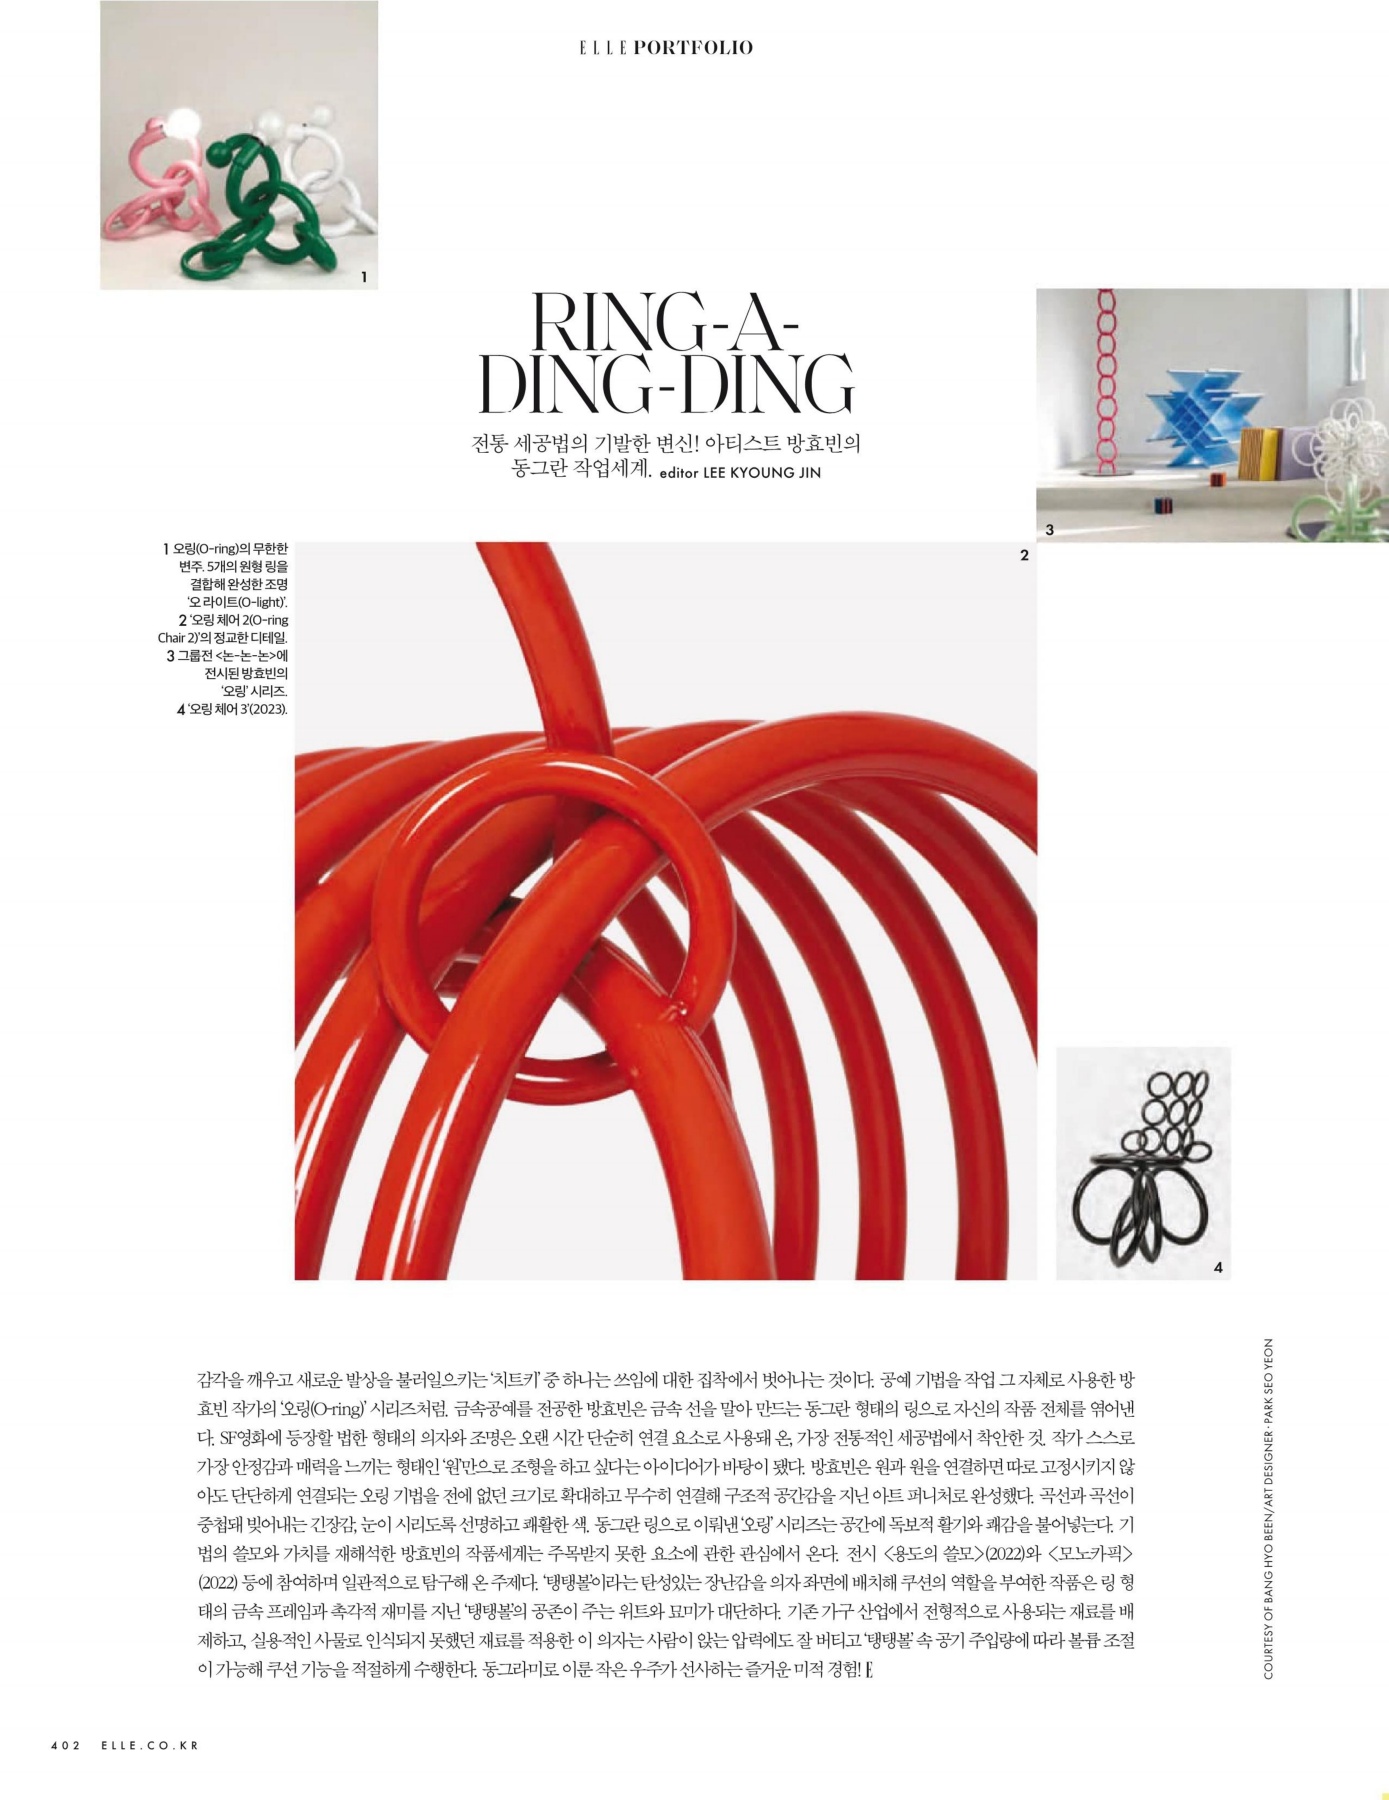 ELLE PORTFOLIO
1
RING-A-
DING-DING
전통 세공법의 기발한 변신! 아티스트 방효빈의
동그란 작업세계. editor LEE KYOUNG JIN
3
2
1 오링(O-ring)의 무한한
변주. 5개의 원형 링을
결합해 완성한 조명
‘오 라이트(O-light)’.
2 ‘오링 체어 2(O-ring
Chair 2)’의 정교한 디테일.
3 그룹전 <논-논-논>에
전시된 방효빈의
‘오링’ 시리즈.
4 ‘오링 체어 3’(2023).
4
감각을 깨우고 새로운 발상을 불러일으키는 ‘치트키’ 중 하나는 쓰임에 대한 집착에서 벗어나는 것이다. 공예 기법을 작업 그 자체로 사용한 방
효빈 작가의 ‘오링(O-ring)’ 시리즈처럼. 금속공예를 전공한 방효빈은 금속 선을 말아 만드는 동그란 형태의 링으로 자신의 작품 전체를 엮어낸
다. SF영화에 등장할 법한 형태의 의자와 조명은 오랜 시간 단순히 연결 요소로 사용돼 온, 가장 전통적인 세공법에서 착안한 것. 작가 스스로
가장 안정감과 매력을 느끼는 형태인 ‘원’만으로 조형을 하고 싶다는 아이디어가 바탕이 됐다. 방효빈은 원과 원을 연결하면 따로 고정시키지 않
아도 단단하게 연결되는 오링 기법을 전에 없던 크기로 확대하고 무수히 연결해 구조적 공간감을 지닌 아트 퍼니처로 완성했다. 곡선과 곡선이
중첩돼 빚어내는 긴장감, 눈이 시리도록 선명하고 쾌활한 색. 동그란 링으로 이뤄낸 ‘오링’ 시리즈는 공간에 독보적 활기와 쾌감을 불어넣는다. 기
법의 쓸모와 가치를 재해석한 방효빈의 작품세계는 주목받지 못한 요소에 관한 관심에서 온다. 전시 <용도의 쓸모>(2022)와 <모노카픽>
(2022) 등에 참여하며 일관적으로 탐구해 온 주제다. ‘탱탱볼’이라는 탄성있는 장난감을 의자 좌면에 배치해 쿠션의 역할을 부여한 작품은 링 형
태의 금속 프레임과 촉각적 재미를 지닌 ‘탱탱볼’의 공존이 주는 위트와 묘미가 대단하다. 기존 가구 산업에서 전형적으로 사용되는 재료를 배
제하고, 실용적인 사물로 인식되지 못했던 재료를 적용한 이 의자는 사람이 앉는 압력에도 잘 버티고 ‘탱탱볼’ 속 공기 주입량에 따라 볼륨 조절
이 가능해 쿠션 기능을 적절하게 수행한다. 동그라미로 이룬 작은 우주가 선사하는 즐거운 미적 경험! E
COURTESY OF BANG HYO BEEN/ART DESIGNER · PARK SEO YEON
402 ELLE.CO.KR